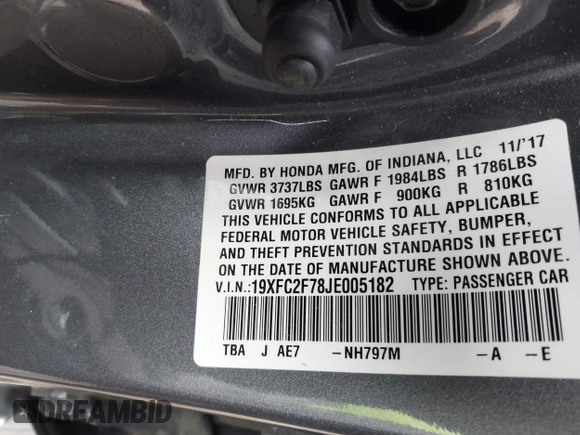 MFD. BY HONDA MFG. OF INDIANA, LLC 11/'17
GVWR 3737LBS GAWR F 1984LBS R 1786LBS
GVWR 1695KG GAWR F 900KG R 810KG
THIS VEHICLE CONFORMS TO ALL APPLICABLE
FEDERAL MOTOR VEHICLE SAFETY, BUMPER,
AND THEFT PREVENTION STANDARDS IN EFFECT
ON THE DATE OF MANUFACTURE SHOWN ABOVE.
V.I.N.:19XFC2F78JE005182 TYPE: PASSENGER CAR
TBA J AE7 -NH797M -A -E
DREAMBID